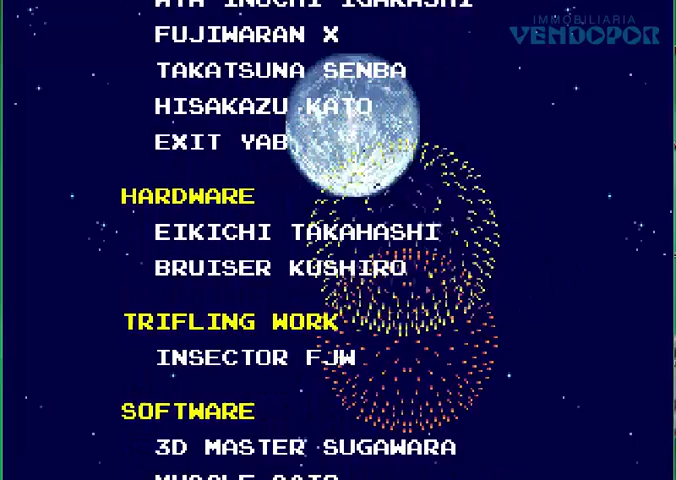 IMMOBILIARIA
VENDOPOR
FUJIWARAN X
TAKATSUNA SENBA
HISAKAZU KATO
EXIT YAB
HARDWARE
EIKICHI TAKAHASHI
BRUISER KUSHIRO
TRIFLING WORK
INSECTOR FJW
SOFTWARE
3D MASTER SUGAWARA